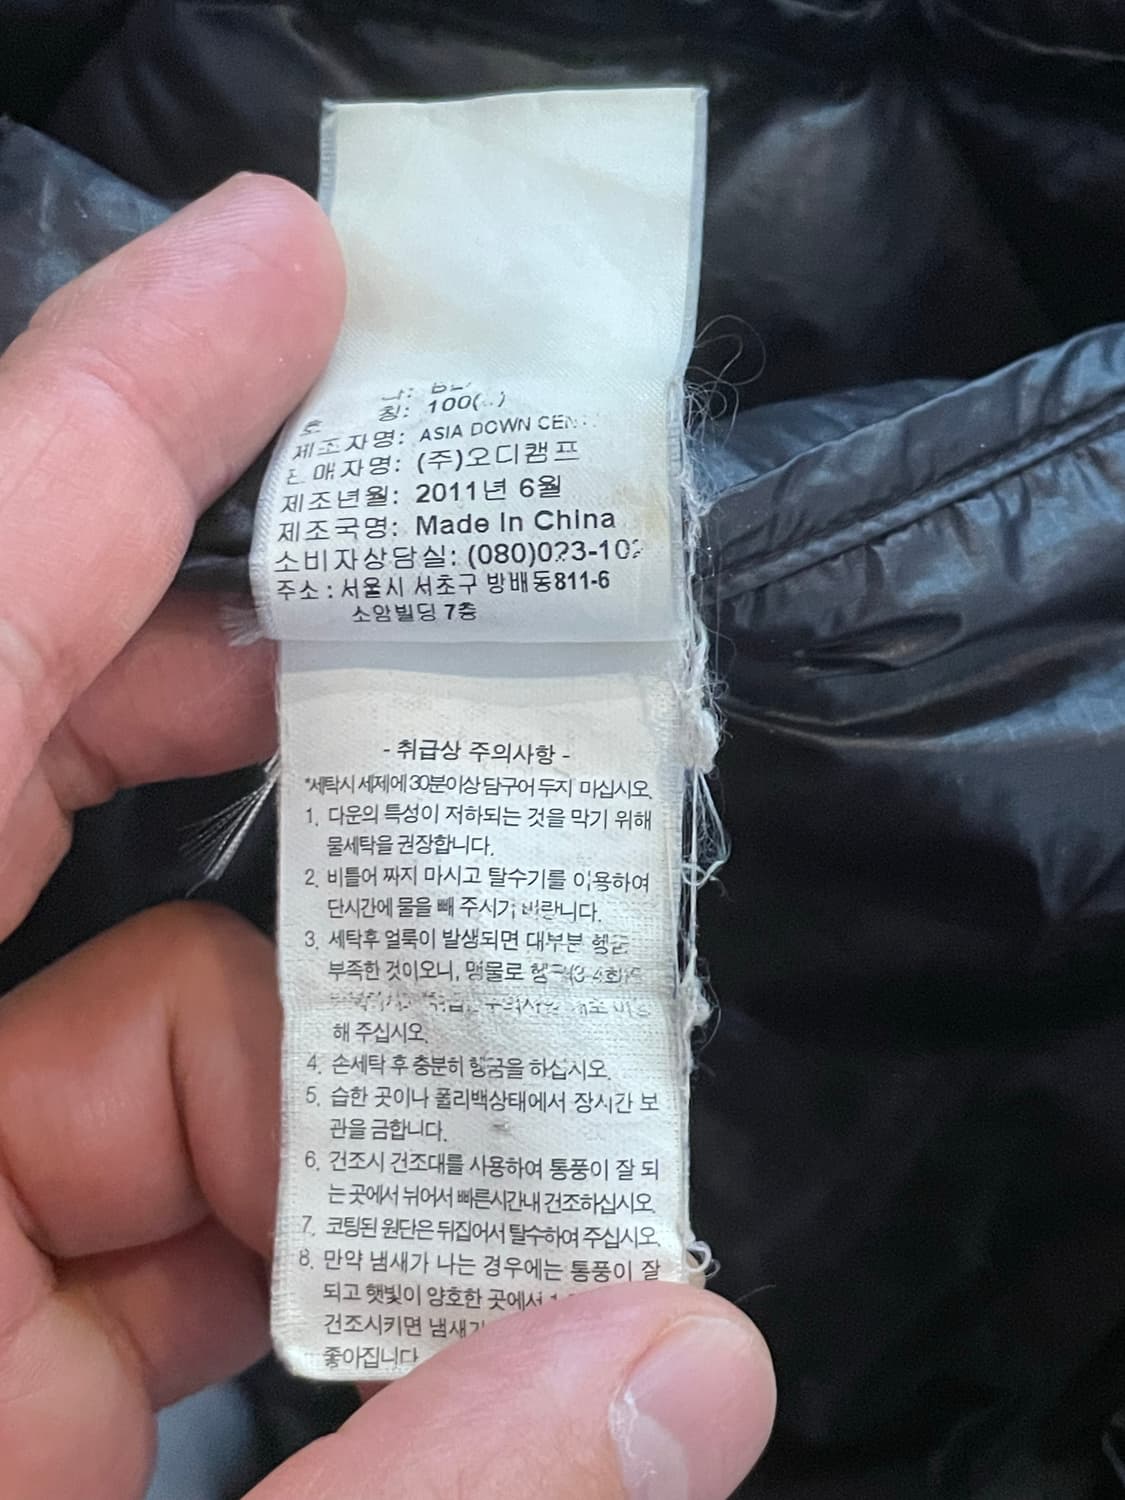 칭: 100(
제조자명: ASIA DOWN
판매자명: (주)오디캠프
제조년월: 2011년 6월
제조국명: Made In China
소비자상담실:
주소 : 서울시 서초구 방배동811-6
소암빌딩 7층
- 취급상 주의사항 -
*세탁시 세제에 30분이상 담구어 두지 마십시오.
1. 다운의 특성이 저하되는 것을 막기 위해
물세탁을 권장합니다.
2. 비틀어 짜지 마시고 탈수기를 이용하여
단시간에 물을 빼 주시기 바랍니다.
3. 세탁후 얼룩이 발생되면 대부분
부족한 것이오니, 맹물로
해 주십시오.
4. 손세탁 후 충분히 헹굼을 하십시오.
5. 습한 곳이나 폴리백상태에서 장시간 보
관을 금합니다.
6. 건조시 건조대를 사용하여 통풍이 잘 되
는 곳에서 뉘어서 빠른시간내 건조하십시오.
7. 코팅된 원단은 뒤집어서 탈수하여 주십시오.
8. 만약 냄새가 나는 경우에는 통풍이 잘
되고 햇빛이 양호한 곳에서
건조시키면 냄새가
좋아집니다